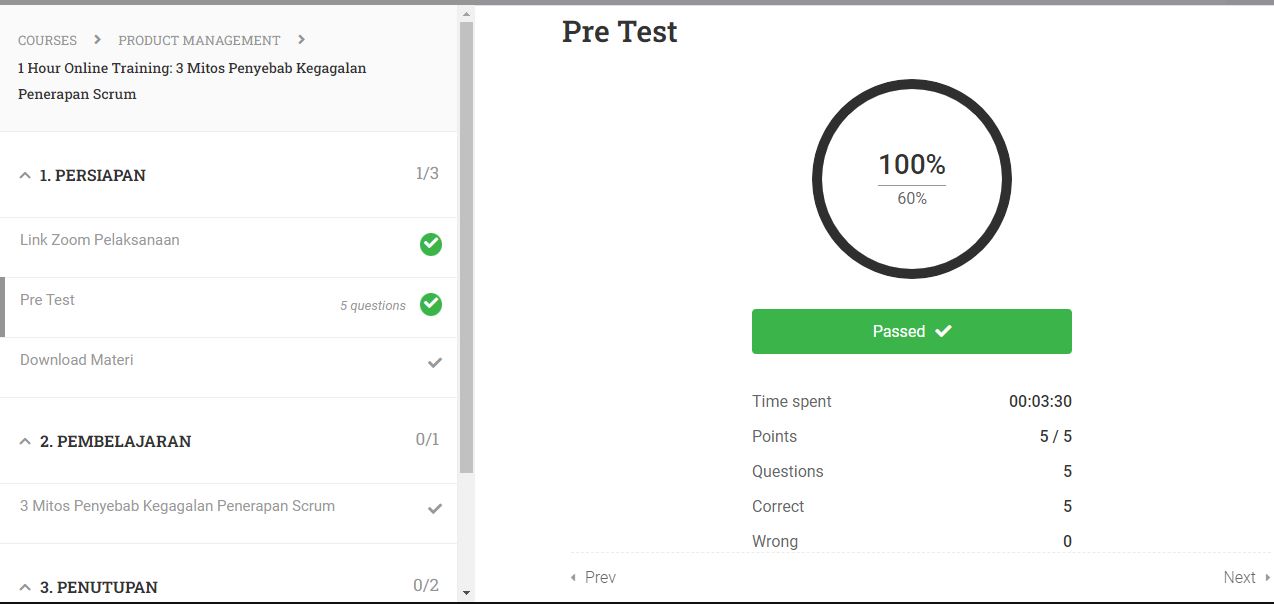 COURSES
PRODUCT MANAGEMENT
1 Hour Online Training: 3 Mitos Penyebab Kegagalan
Penerapan Scrum
1. PERSIAPAN
1/3
Link Zoom Pelaksanaan
Pre Test
5 questions
Download Materi
2. PEMBELAJARAN
0/1
3 Mitos Penyebab Kegagalan Penerapan Scrum
3. PENUTUPAN
0/2
Pre Test
100%
60%
Passed
Time spent 00:03:30
Points 5 / 5
Questions 5
Correct 5
Wrong 0
Prev
Next